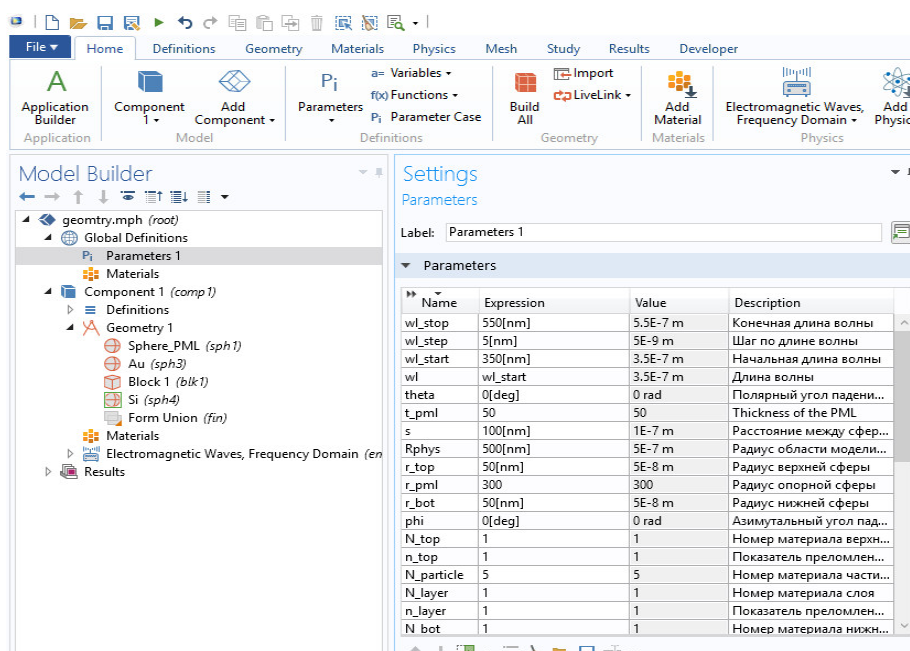 File ▾ Home Definitions Geometry Materials Physics Mesh Study Results Developer
A Pi a= Variables Import
f(x) Functions LiveLink
Application Builder Component 1 Add Component Parameters Pi Parameter Case Build All Add Material Electromagnetic Waves, Frequency Domain Add
Application Model Definitions Geometry Materials Physics
Model Builder
geomtry.mph (root)
Global Definitions
Pi Parameters 1
Materials
Component 1 (comp1)
Definitions
Geometry 1
Sphere_PML (sph1)
Au (sph3)
Block 1 (blk1)
Si (sph4)
Form Union (fin)
Materials
Electromagnetic Waves, Frequency Domain
Results
Settings
Parameters
Label: Parameters 1
Parameters
Name Expression Value Description
wl_stop 550[nm] 5.5E-7 m Конечная длина волны
wl_step 5[nm] 5E-9 m Шаг по длине волны
wl_start 350[nm] 3.5E-7 m Начальная длина волны
wl wl_start 3.5E-7 m Длина волны
theta 0[deg] 0 rad Полярный угол падени...
t_pml 50 50 Thickness of the PML
s 100[nm] 1E-7 m Расстояние между сфер...
Rphys 500[nm] 5E-7 m Радиус области модели...
r_top 50[nm] 5E-8 m Радиус верхней сферы
r_pml 300 300 Радиус опорной сферы
r_bot 50[nm] 5E-8 m Радиус нижней сферы
phi 0[deg] 0 rad Азимутальный угол пад...
N_top 1 1 Номер материала верхн...
n_top 1 1 Показатель преломлен...
N_particle 5 5 Номер материала части...
N_layer 1 1 Номер материала слоя
n_layer 1 1 Показатель преломлен...
N_bot 1 1 Номер материала нижн...